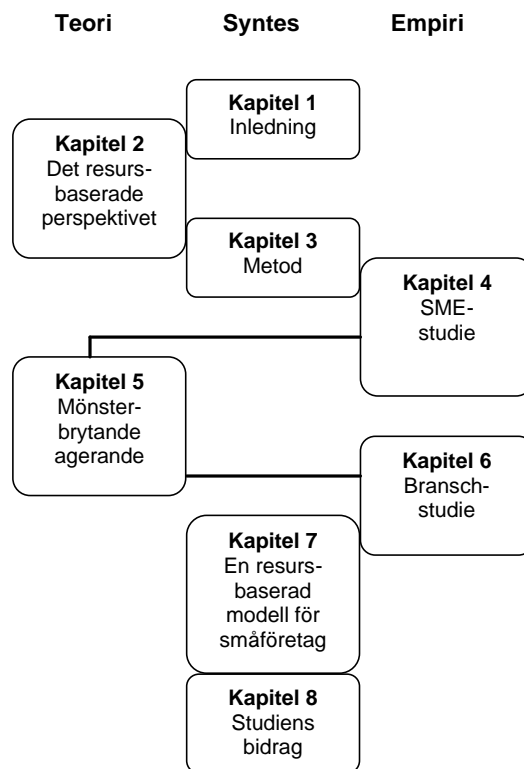 Teori Syntes Empiri
Kapitel 1
Inledning
Kapitel 2
Det resurs-
baserade
perspektivet
Kapitel 3
Metod
Kapitel 4
SME-
studie
Kapitel 5
Mönster-
brytande
agerande
Kapitel 6
Bransch-
studie
Kapitel 7
En resurs-
baserad
modell för
småföretag
Kapitel 8
Studiens
bidrag